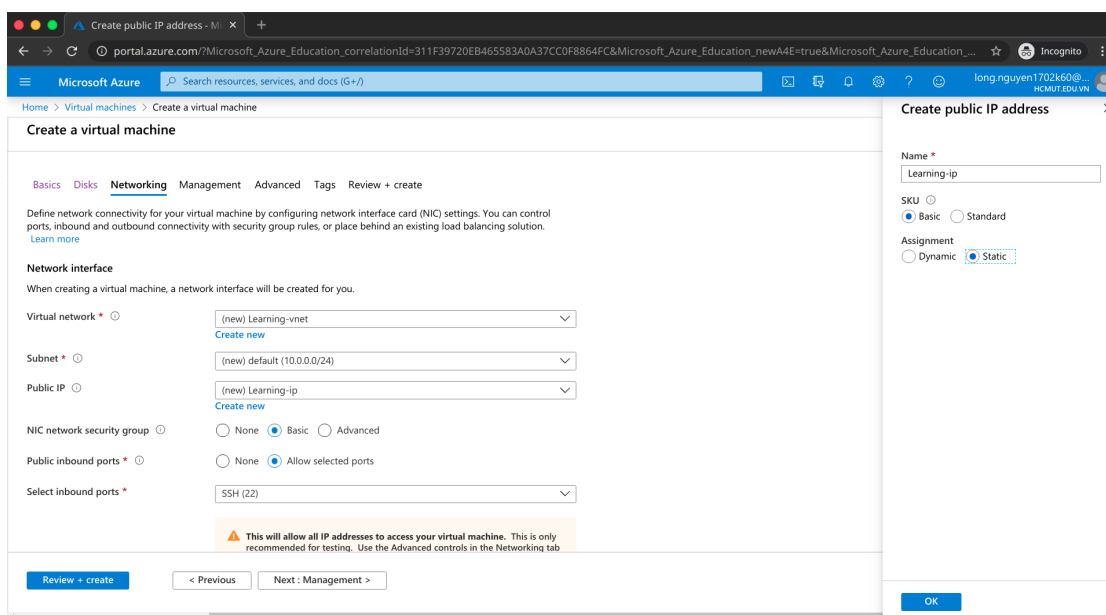 Create public IP address - Mi
portal.azure.com/?Microsoft_Azure_Education_correlationId=311F39720EB465583A0A37CC0F8864FC&Microsoft_Azure_Education_newA4E=true&Microsoft_Azure_Education_...
Incognito
Microsoft Azure
Search resources, services, and docs (G+/)
long.nguyen1702k60@...
HCMUT.EDU.VN
Home > Virtual machines > Create a virtual machine
Create a virtual machine
Basics Disks Networking Management Advanced Tags Review + create
Define network connectivity for your virtual machine by configuring network interface card (NIC) settings. You can control
ports, inbound and outbound connectivity with security group rules, or place behind an existing load balancing solution.
Learn more
Network interface
When creating a virtual machine, a network interface will be created for you.
Virtual network *
(new) Learning-vnet
Create new
Subnet *
(new) default (10.0.0.0/24)
Public IP
(new) Learning-ip
Create new
NIC network security group
None Basic Advanced
Public inbound ports *
None Allow selected ports
Select inbound ports *
SSH (22)
This will allow all IP addresses to access your virtual machine. This is only
recommended for testing. Use the Advanced controls in the Networking tab
Review + create
< Previous
Next : Management >
Create public IP address
Name *
Learning-ip
SKU
Basic Standard
Assignment
Dynamic Static
OK